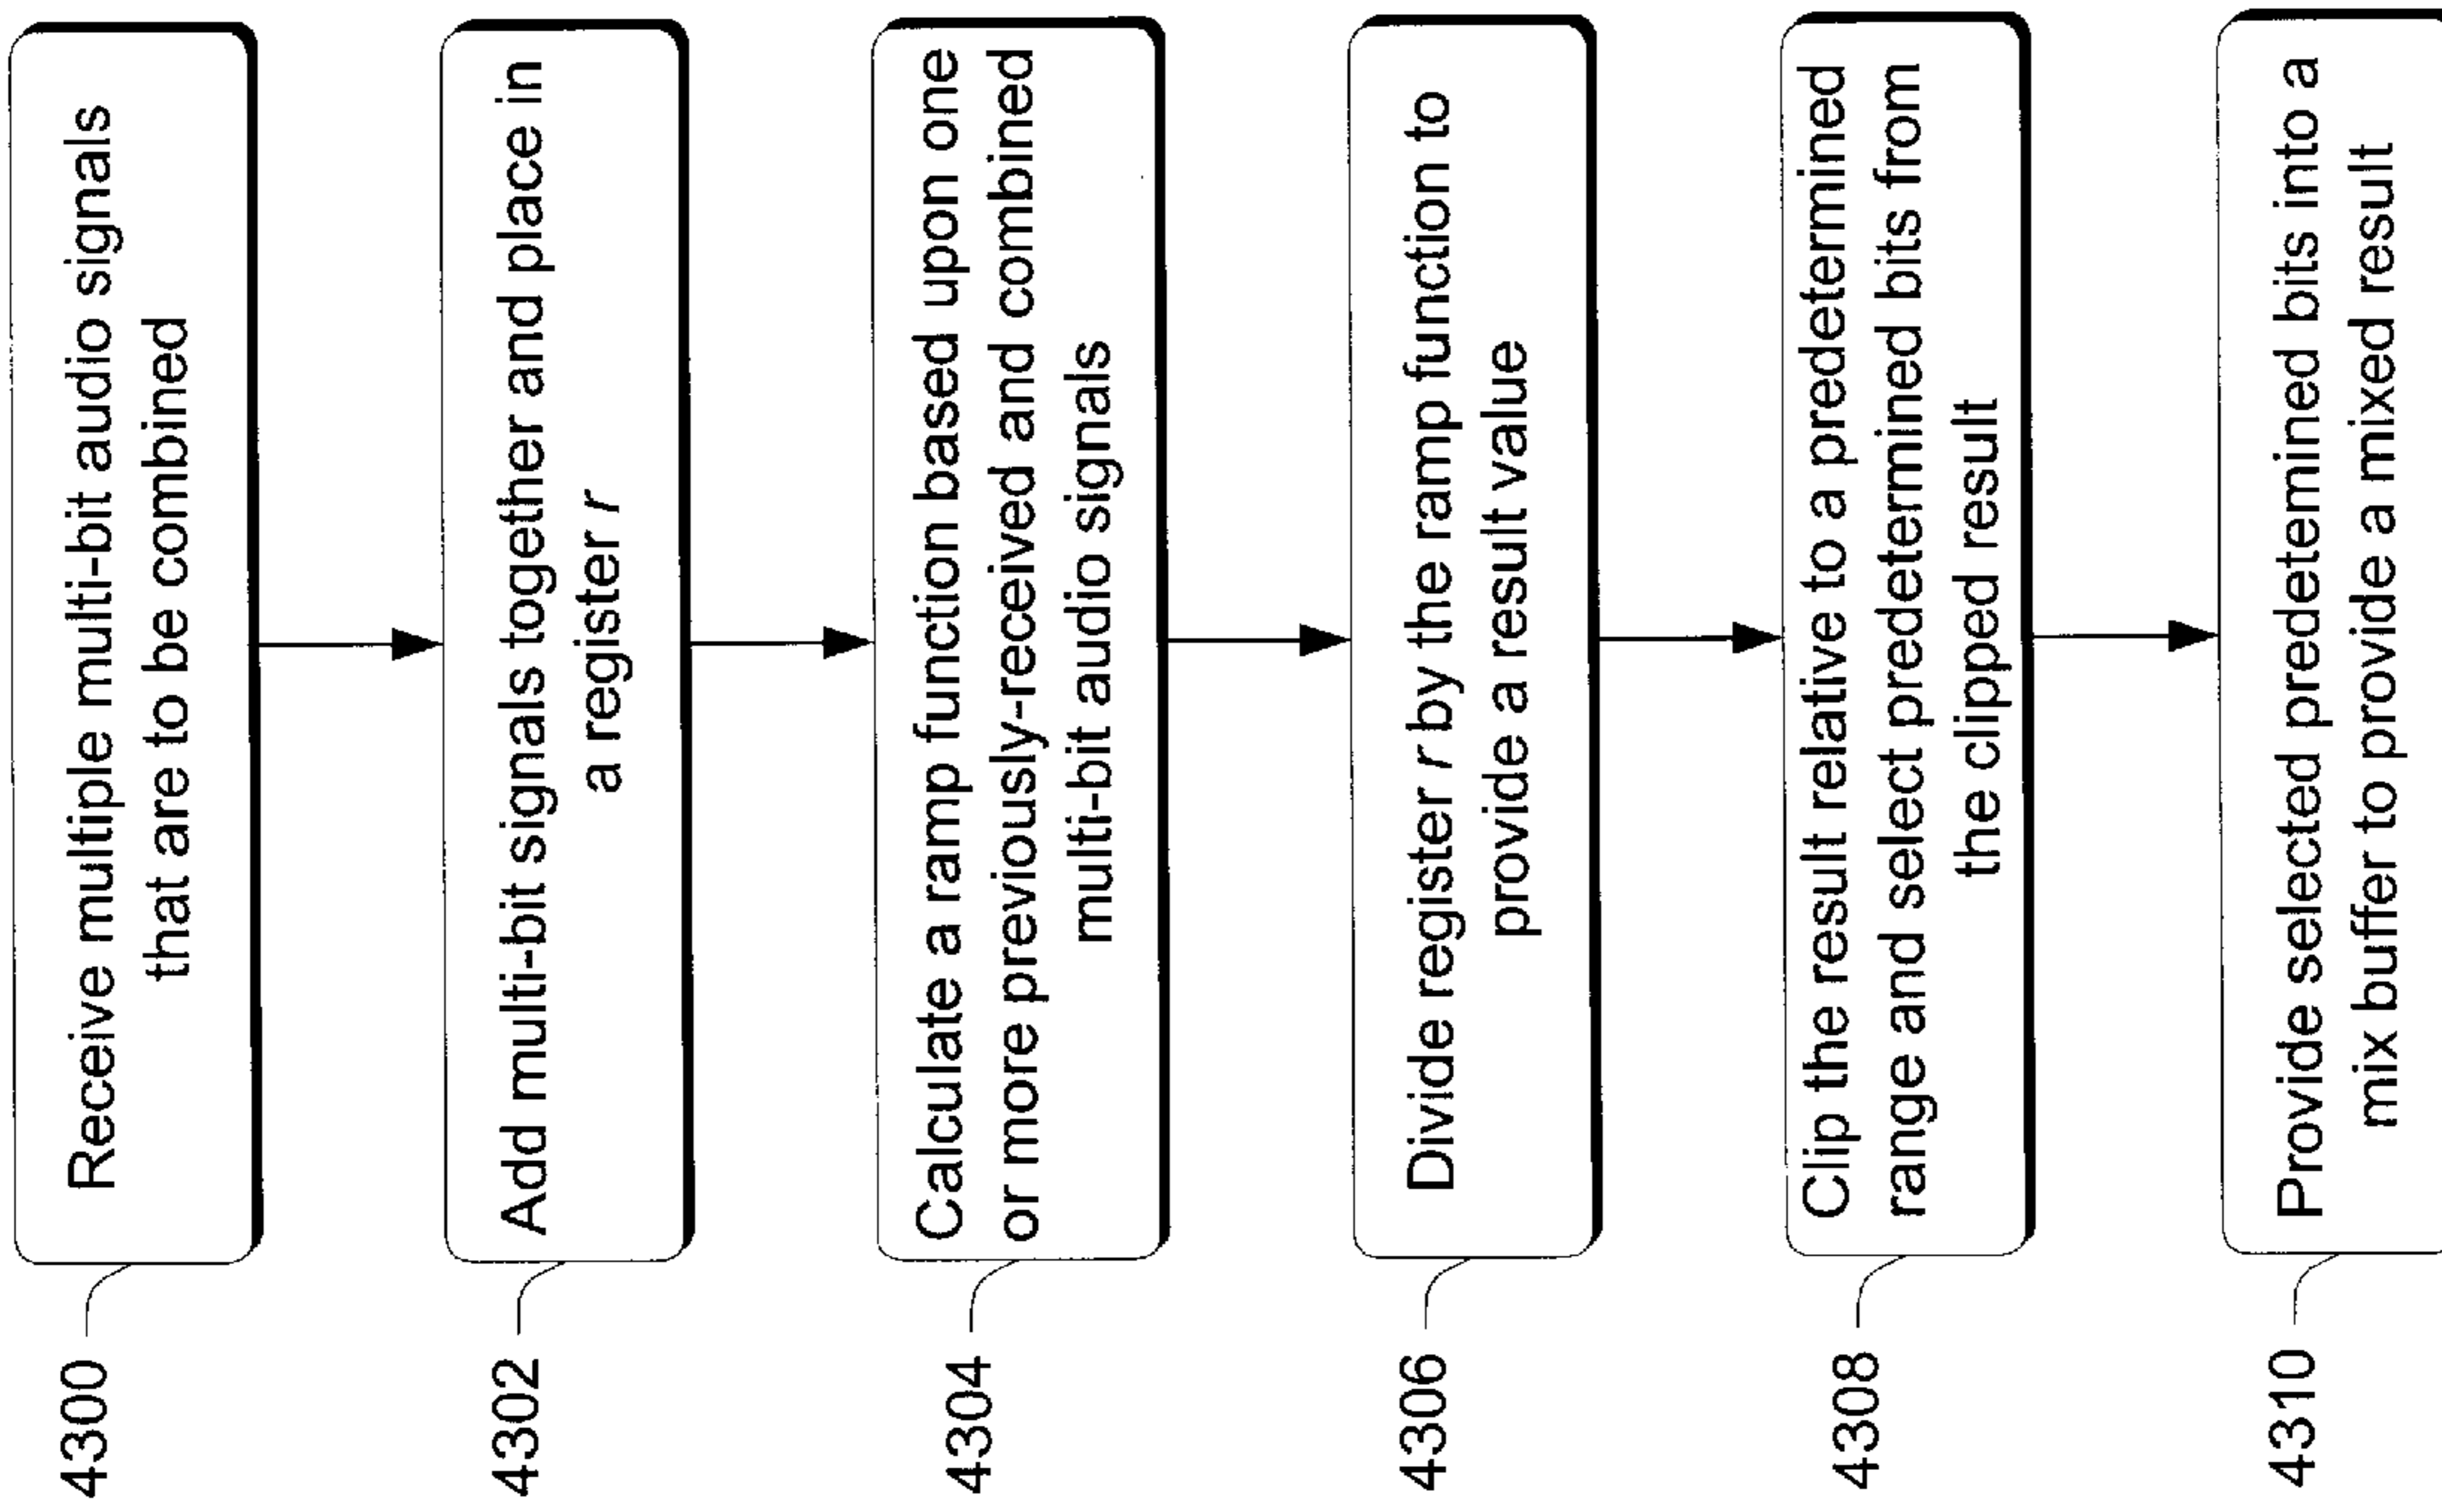 4300
Receive multiple multi-bit audio signals
that are to be combined
4302
Add multi-bit signals together and place in
a register r
4304
Calculate a ramp function based upon one
or more previously-received and combined
multi-bit audio signals
4306
Divide register r by the ramp function to
provide a result value
4308
Clip the result relative to a predetermined
range and select predetermined bits from
the clipped result
4310
Provide selected predetemined bits into a
mix buffer to provide a mixed result